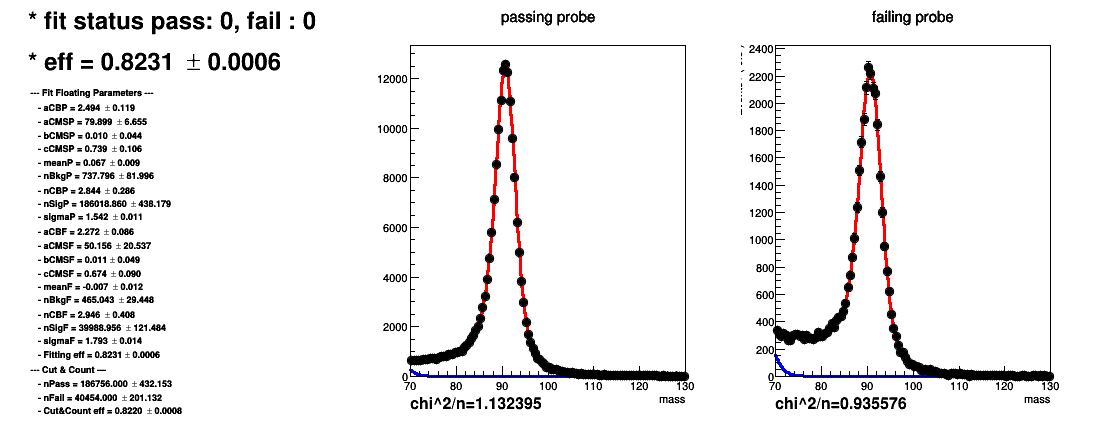 * fit status pass: 0, fail : 0
* eff = 0.8231 ± 0.0006
--- Fit Floating Parameters ---
- aCBP = 2.494 ± 0.119
- aCMSP = 79.899 ± 6.655
- bCMSP = 0.010 ± 0.044
- cCMSP = 0.739 ± 0.106
- meanP = 0.067 ± 0.009
- nBkgP = 737.796 ± 81.996
- nCBP = 2.844 ± 0.286
- nSigP = 186018.860 ± 438.179
- sigmaP = 1.542 ± 0.011
- aCBF = 2.272 ± 0.086
- aCMSF = 50.156 ± 20.537
- bCMSF = 0.011 ± 0.049
- cCMSF = 0.674 ± 0.090
- meanF = -0.007 ± 0.012
- nBkgF = 465.043 ± 29.448
- nCBF = 2.946 ± 0.408
- nSigF = 39988.956 ± 121.484
- sigmaF = 1.793 ± 0.014
- Fitting eff = 0.8231 ± 0.0006
--- Cut & Count ---
- nPass = 186756.000 ± 432.153
- nFail = 40454.000 ± 201.132
- Cut&Count eff = 0.8220 ± 0.0008
passing probe
12000
10000
8000
6000
4000
2000
0
70 80 90 100 110 120 130
mass
chi^2/n=1.132395
failing probe
2400
2200
2000
1800
1600
1400
1200
1000
800
600
400
200
0
70 80 90 100 110 120 130
mass
chi^2/n=0.935576